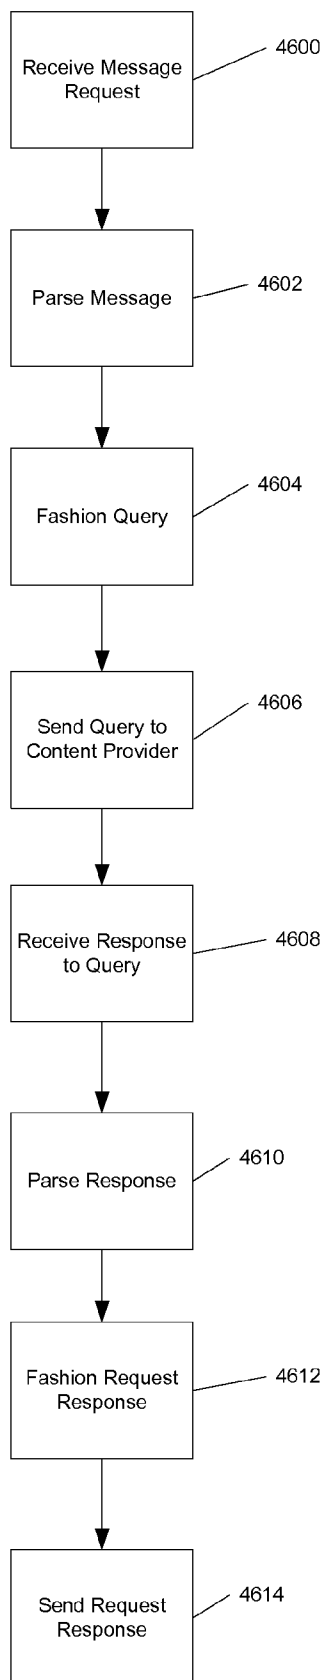 Receive Message
Request
4600
Parse Message
4602
Fashion Query
4604
Send Query to
Content Provider
4606
Receive Response
to Query
4608
Parse Response
4610
Fashion Request
Response
4612
Send Request
Response
4614